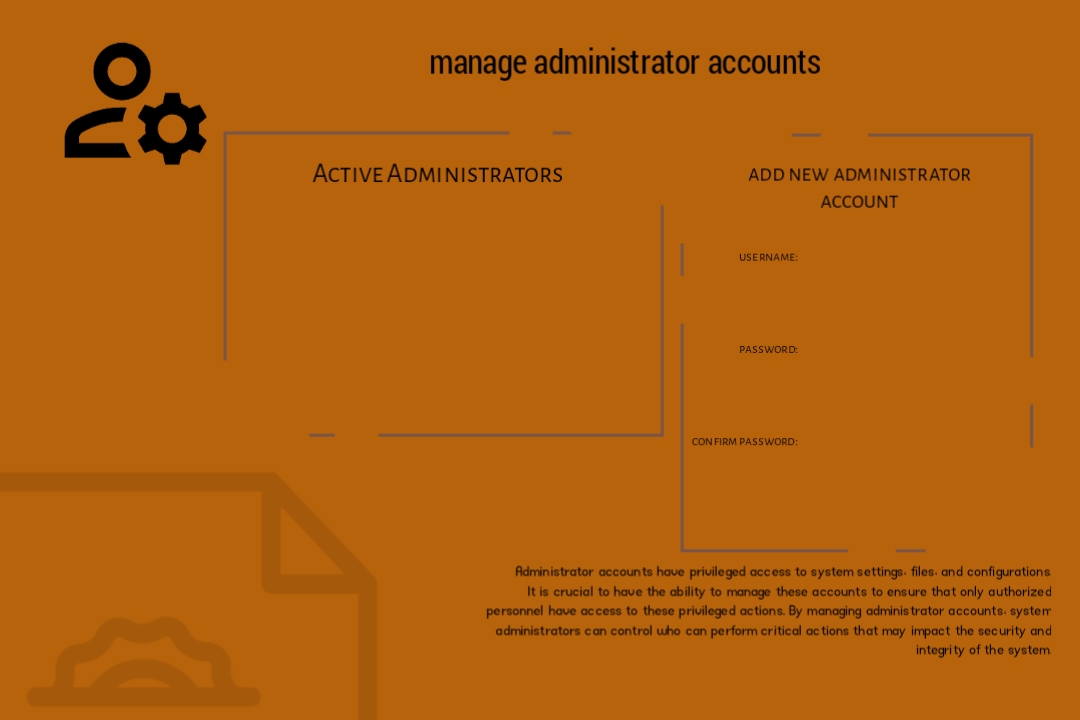 manage administrator accounts
Active Administrators
ADD NEW ADMINISTRATOR
ACCOUNT
USERNAME:
PASSWORD:
CONFIRM PASSWORD:
Administrator accounts have privileged access to system settings, files, and configurations.
It is crucial to have the ability to manage these accounts to ensure that only authorized
personnel have access to these privileged actions. By managing administrator accounts, system
administrators can control who can perform critical actions that may impact the security and
integrity of the system.